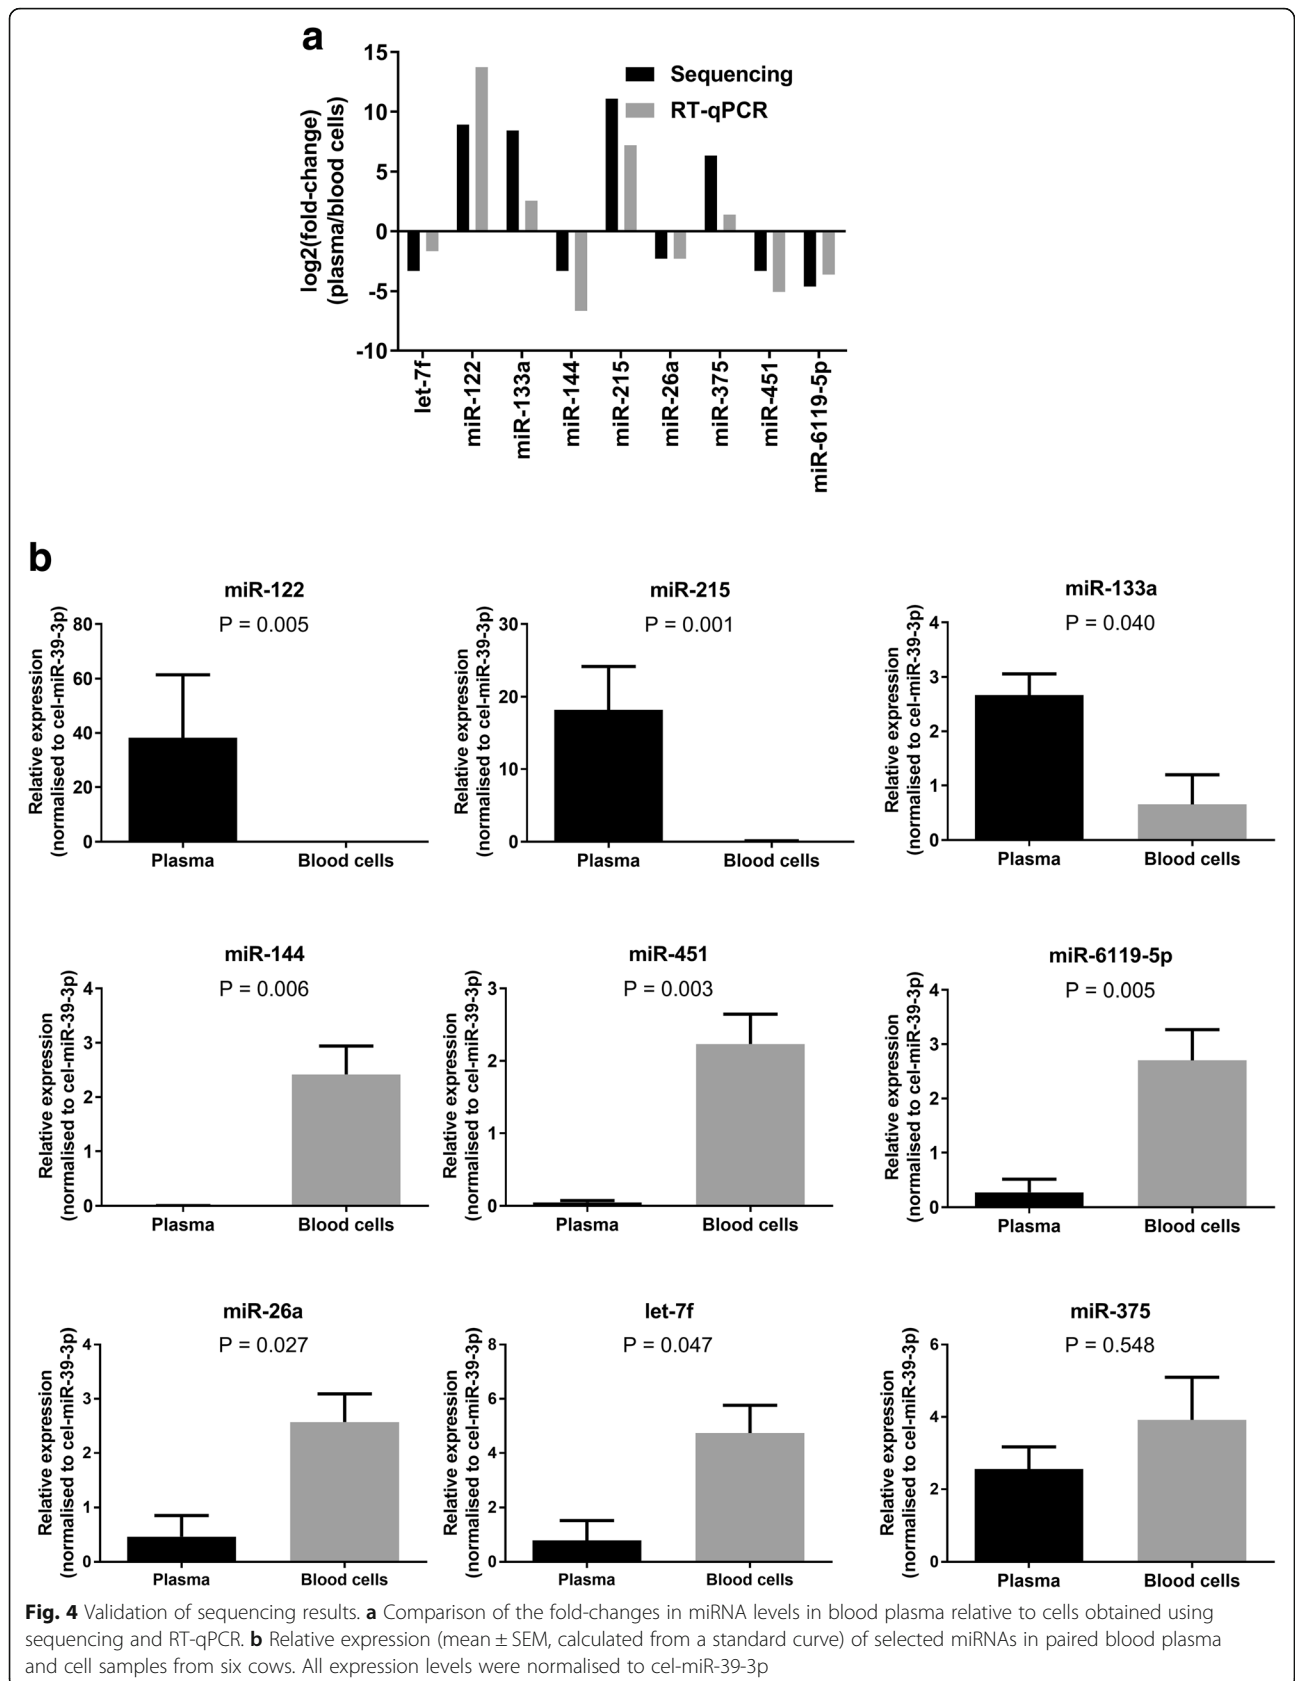 a
15
10
5
0
-5
-10
log2(fold-change)
(plasma/blood cells)
Sequencing
RT-qPCR
let-7f
miR-122
miR-133a
miR-144
miR-215
miR-26a
miR-375
miR-451
miR-6119-5p
b
miR-122
P = 0.005
Relative expression
(normalised to cel-miR-39-3p)
80
60
40
20
0
Plasma
Blood cells
miR-215
P = 0.001
Relative expression
(normalised to cel-miR-39-3p)
30
20
10
0
Plasma
Blood cells
miR-133a
P = 0.040
Relative expression
(normalised to cel-miR-39-3p)
4
3
2
1
0
Plasma
Blood cells
miR-144
P = 0.006
Relative expression
(normalised to cel-miR-39-3p)
4
3
2
1
0
Plasma
Blood cells
miR-451
P = 0.003
Relative expression
(normalised to cel-miR-39-3p)
3
2
1
0
Plasma
Blood cells
miR-6119-5p
P = 0.005
Relative expression
(normalised to cel-miR-39-3p)
4
3
2
1
0
Plasma
Blood cells
miR-26a
P = 0.027
Relative expression
(normalised to cel-miR-39-3p)
4
3
2
1
0
Plasma
Blood cells
let-7f
P = 0.047
Relative expression
(normalised to cel-miR-39-3p)
8
6
4
2
0
Plasma
Blood cells
miR-375
P = 0.548
Relative expression
(normalised to cel-miR-39-3p)
6
4
2
0
Plasma
Blood cells
Fig. 4 Validation of sequencing results. a Comparison of the fold-changes in miRNA levels in blood plasma relative to cells obtained using
sequencing and RT-qPCR. b Relative expression (mean ± SEM, calculated from a standard curve) of selected miRNAs in paired blood plasma
and cell samples from six cows. All expression levels were normalised to cel-miR-39-3p